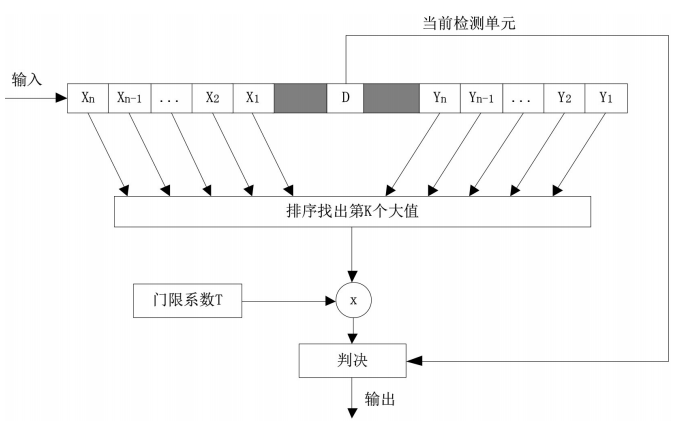 当前检测单元
输入
Xn Xn-1 ... X2 X1 D Yn Yn-1 ... Y2 Y1
排序找出第K个大值
门限系数T
x
判决
输出